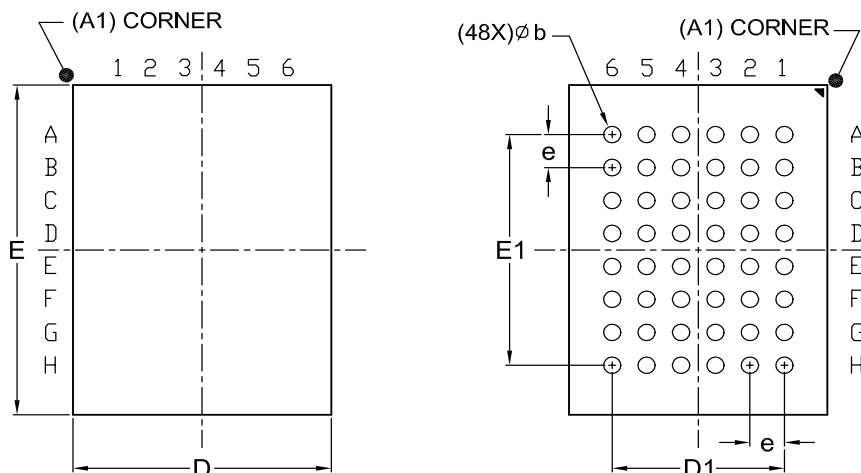 (A1) CORNER
1 2 3 4 5 6
A
B
C
D
E
F
G
H
E
D
(48X)Ø b
(A1) CORNER
6 5 4 3 2 1
e
E1
A
B
C
D
E
F
G
H
e
D1